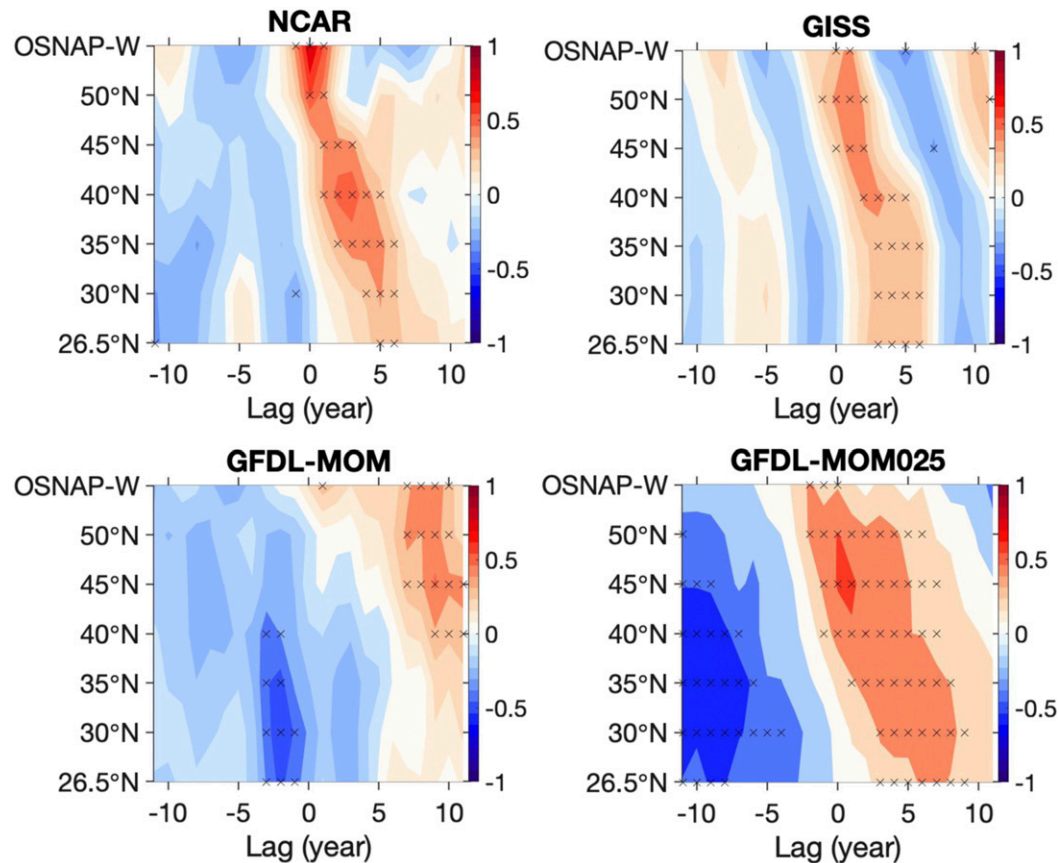 NCAR
OSNAP-W
50°N
45°N
40°N
35°N
30°N
26.5°N
-10 -5 0 5 10
Lag (year)
1
0.5
0
-0.5
-1
GISS
OSNAP-W
50°N
45°N
40°N
35°N
30°N
26.5°N
-10 -5 0 5 10
Lag (year)
1
0.5
0
-0.5
-1
GFDL-MOM
OSNAP-W
50°N
45°N
40°N
35°N
30°N
26.5°N
-10 -5 0 5 10
Lag (year)
1
0.5
0
-0.5
-1
GFDL-MOM025
OSNAP-W
50°N
45°N
40°N
35°N
30°N
26.5°N
-10 -5 0 5 10
Lag (year)
1
0.5
0
-0.5
-1